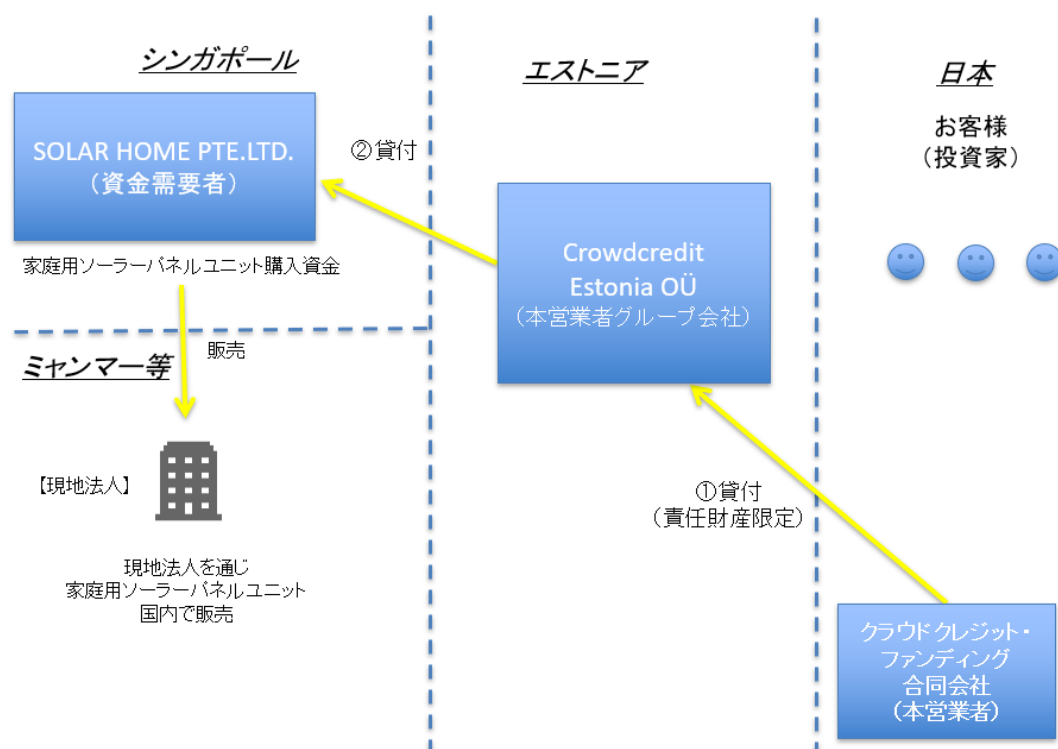 シンガポール
SOLAR HOME PTE.LTD.
（資金需要者）
家庭用ソーラーパネルユニット購入資金
②貸付
販売
ミャンマー等
【現地法人】
現地法人を通じ
家庭用ソーラーパネルユニット
国内で販売
エストニア
Crowdcredit
Estonia OÜ
（本営業者グループ会社）
①貸付
（責任財産限定）
日本
お客様
（投資家）
クラウドクレジット・
ファンディング
合同会社
（本営業者）